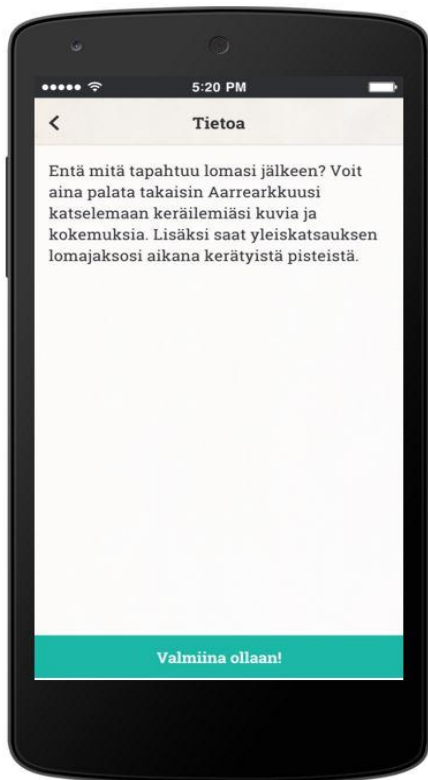 5:20 PM
Tietoa
Entä mitä tapahtuu lomasi jälkeen? Voit
aina palata takaisin Aarrearkkuusi
katselemaan keräilemiäsi kuvia ja
kokemuksia. Lisäksi saat yleiskatsauksen
lomajaksosi aikana kerätyistä pisteistä.
Valmiina ollaan!